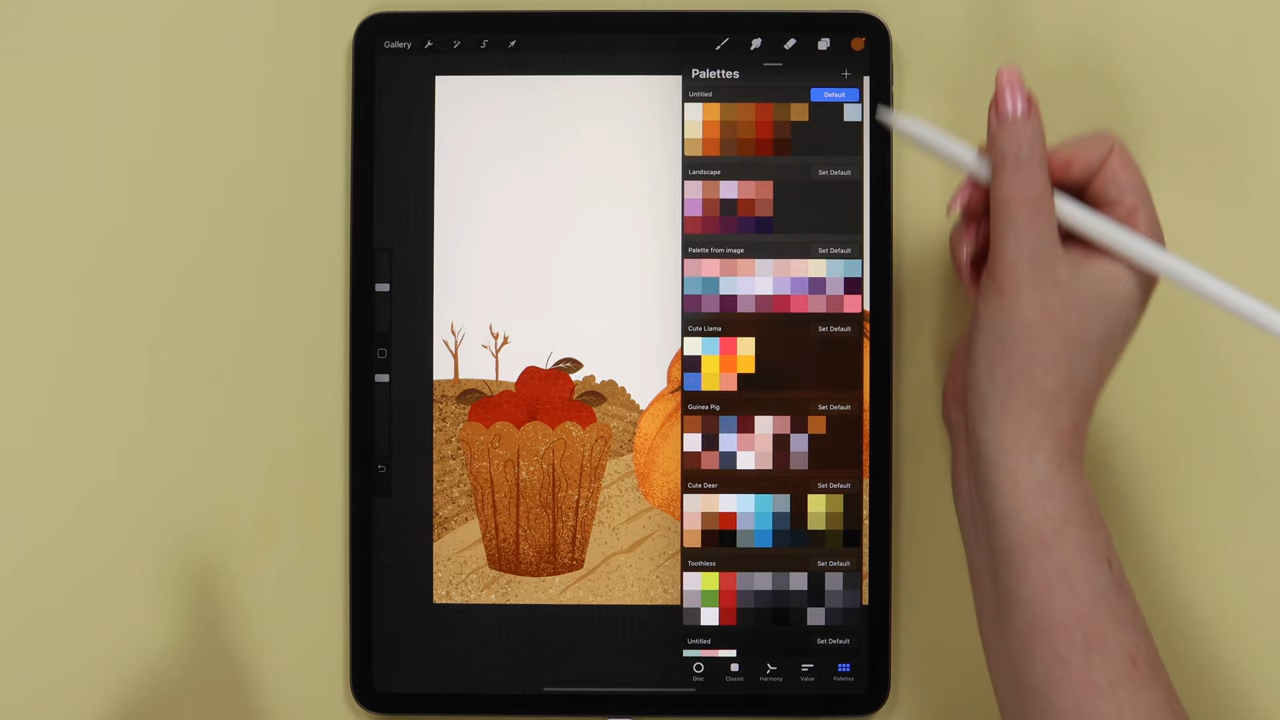 Gallery
Palettes
Untitled
Default
Landscape
Set Default
Palette from image
Set Default
Cute Llama
Set Default
Guinea Pig
Set Default
Cute Deer
Set Default
Toothless
Set Default
Untitled
Set Default
Disc
Classic
Harmony
Value
Palettes